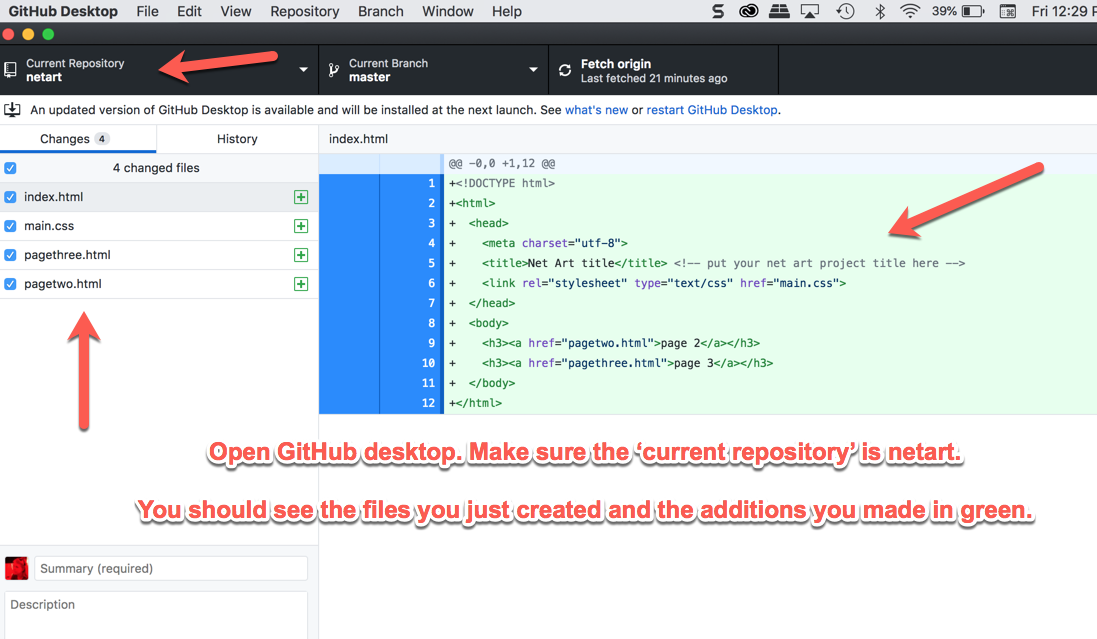 GitHub Desktop File Edit View Repository Branch Window Help 39% Fri 12:29 P
Current Repository
netart
Current Branch
master
Fetch origin
Last fetched 21 minutes ago
An updated version of GitHub Desktop is available and will be installed at the next launch. See what's new or restart GitHub Desktop.
Changes 4 History index.html
4 changed files
index.html
main.css
pagethree.html
pagetwo.html
@@ -0,0 +1,12 @@
1 +<!DOCTYPE html>
2 +<html>
3 +  <head>
4 +    <meta charset="utf-8">
5 +    <title>Net Art title</title> <!-- put your net art project title here -->
6 +    <link rel="stylesheet" type="text/css" href="main.css">
7 +  </head>
8 +  <body>
9 +    <h3><a href="pagetwo.html">page 2</a></h3>
10 +    <h3><a href="pagethree.html">page 3</a></h3>
11 +  </body>
12 +</html>
Open GitHub desktop. Make sure the ‘current repository’ is netart.
You should see the files you just created and the additions you made in green.
Summary (required)
Description